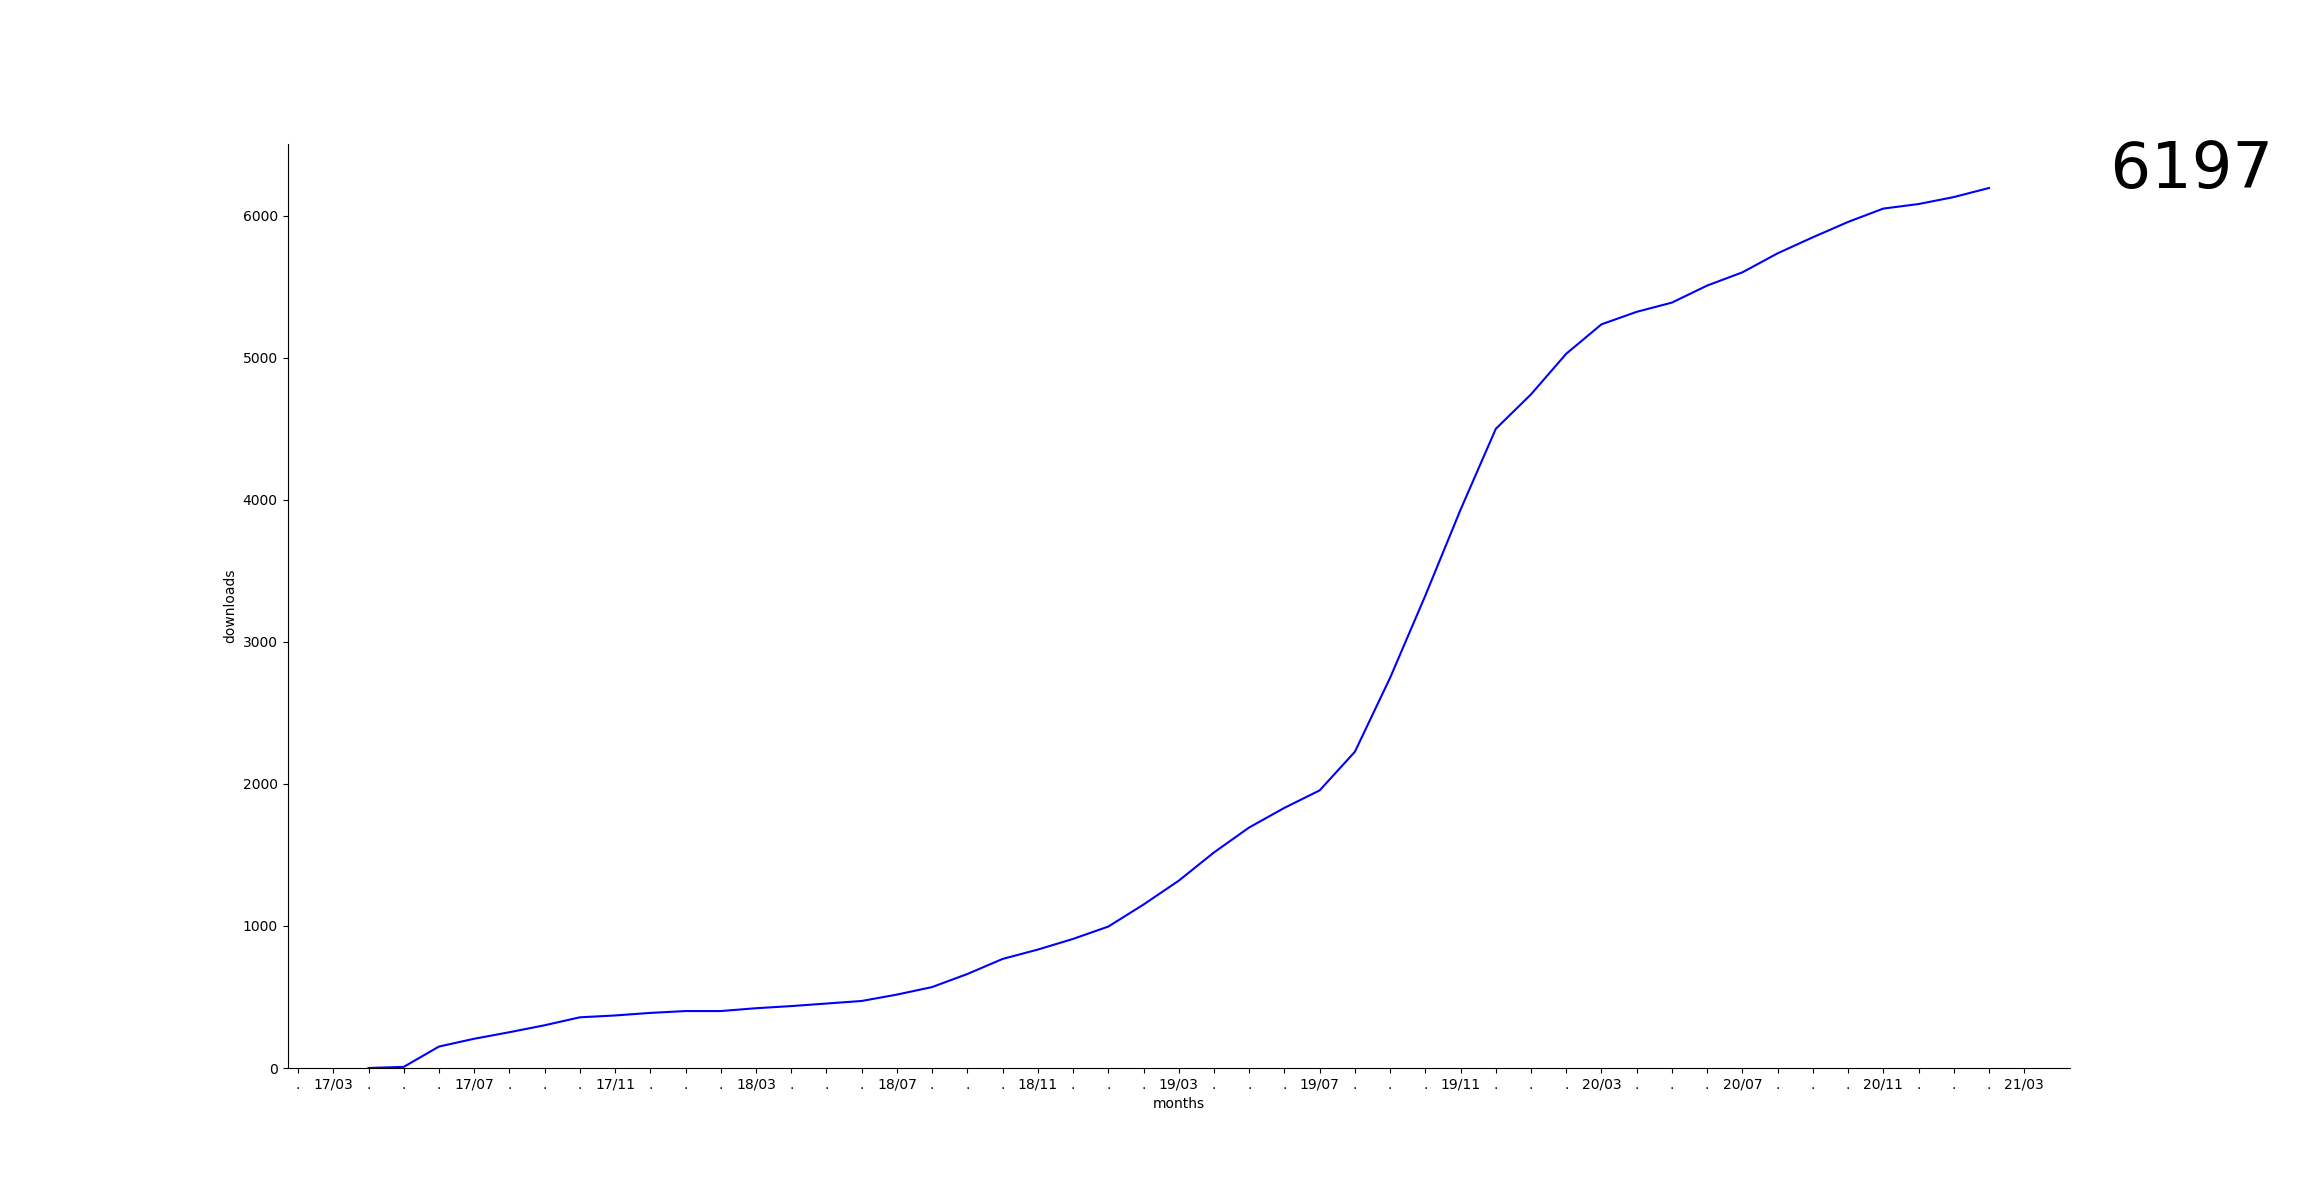 6197
6000
5000
4000
3000
2000
1000
0
downloads
. 17/03 . . . 17/07 . . . 17/11 . . . 18/03 . . . 18/07 . . . 18/11 . . . 19/03 . . . 19/07 . . . 19/11 . . . 20/03 . . . 20/07 . . . 20/11 . . . 21/03
months